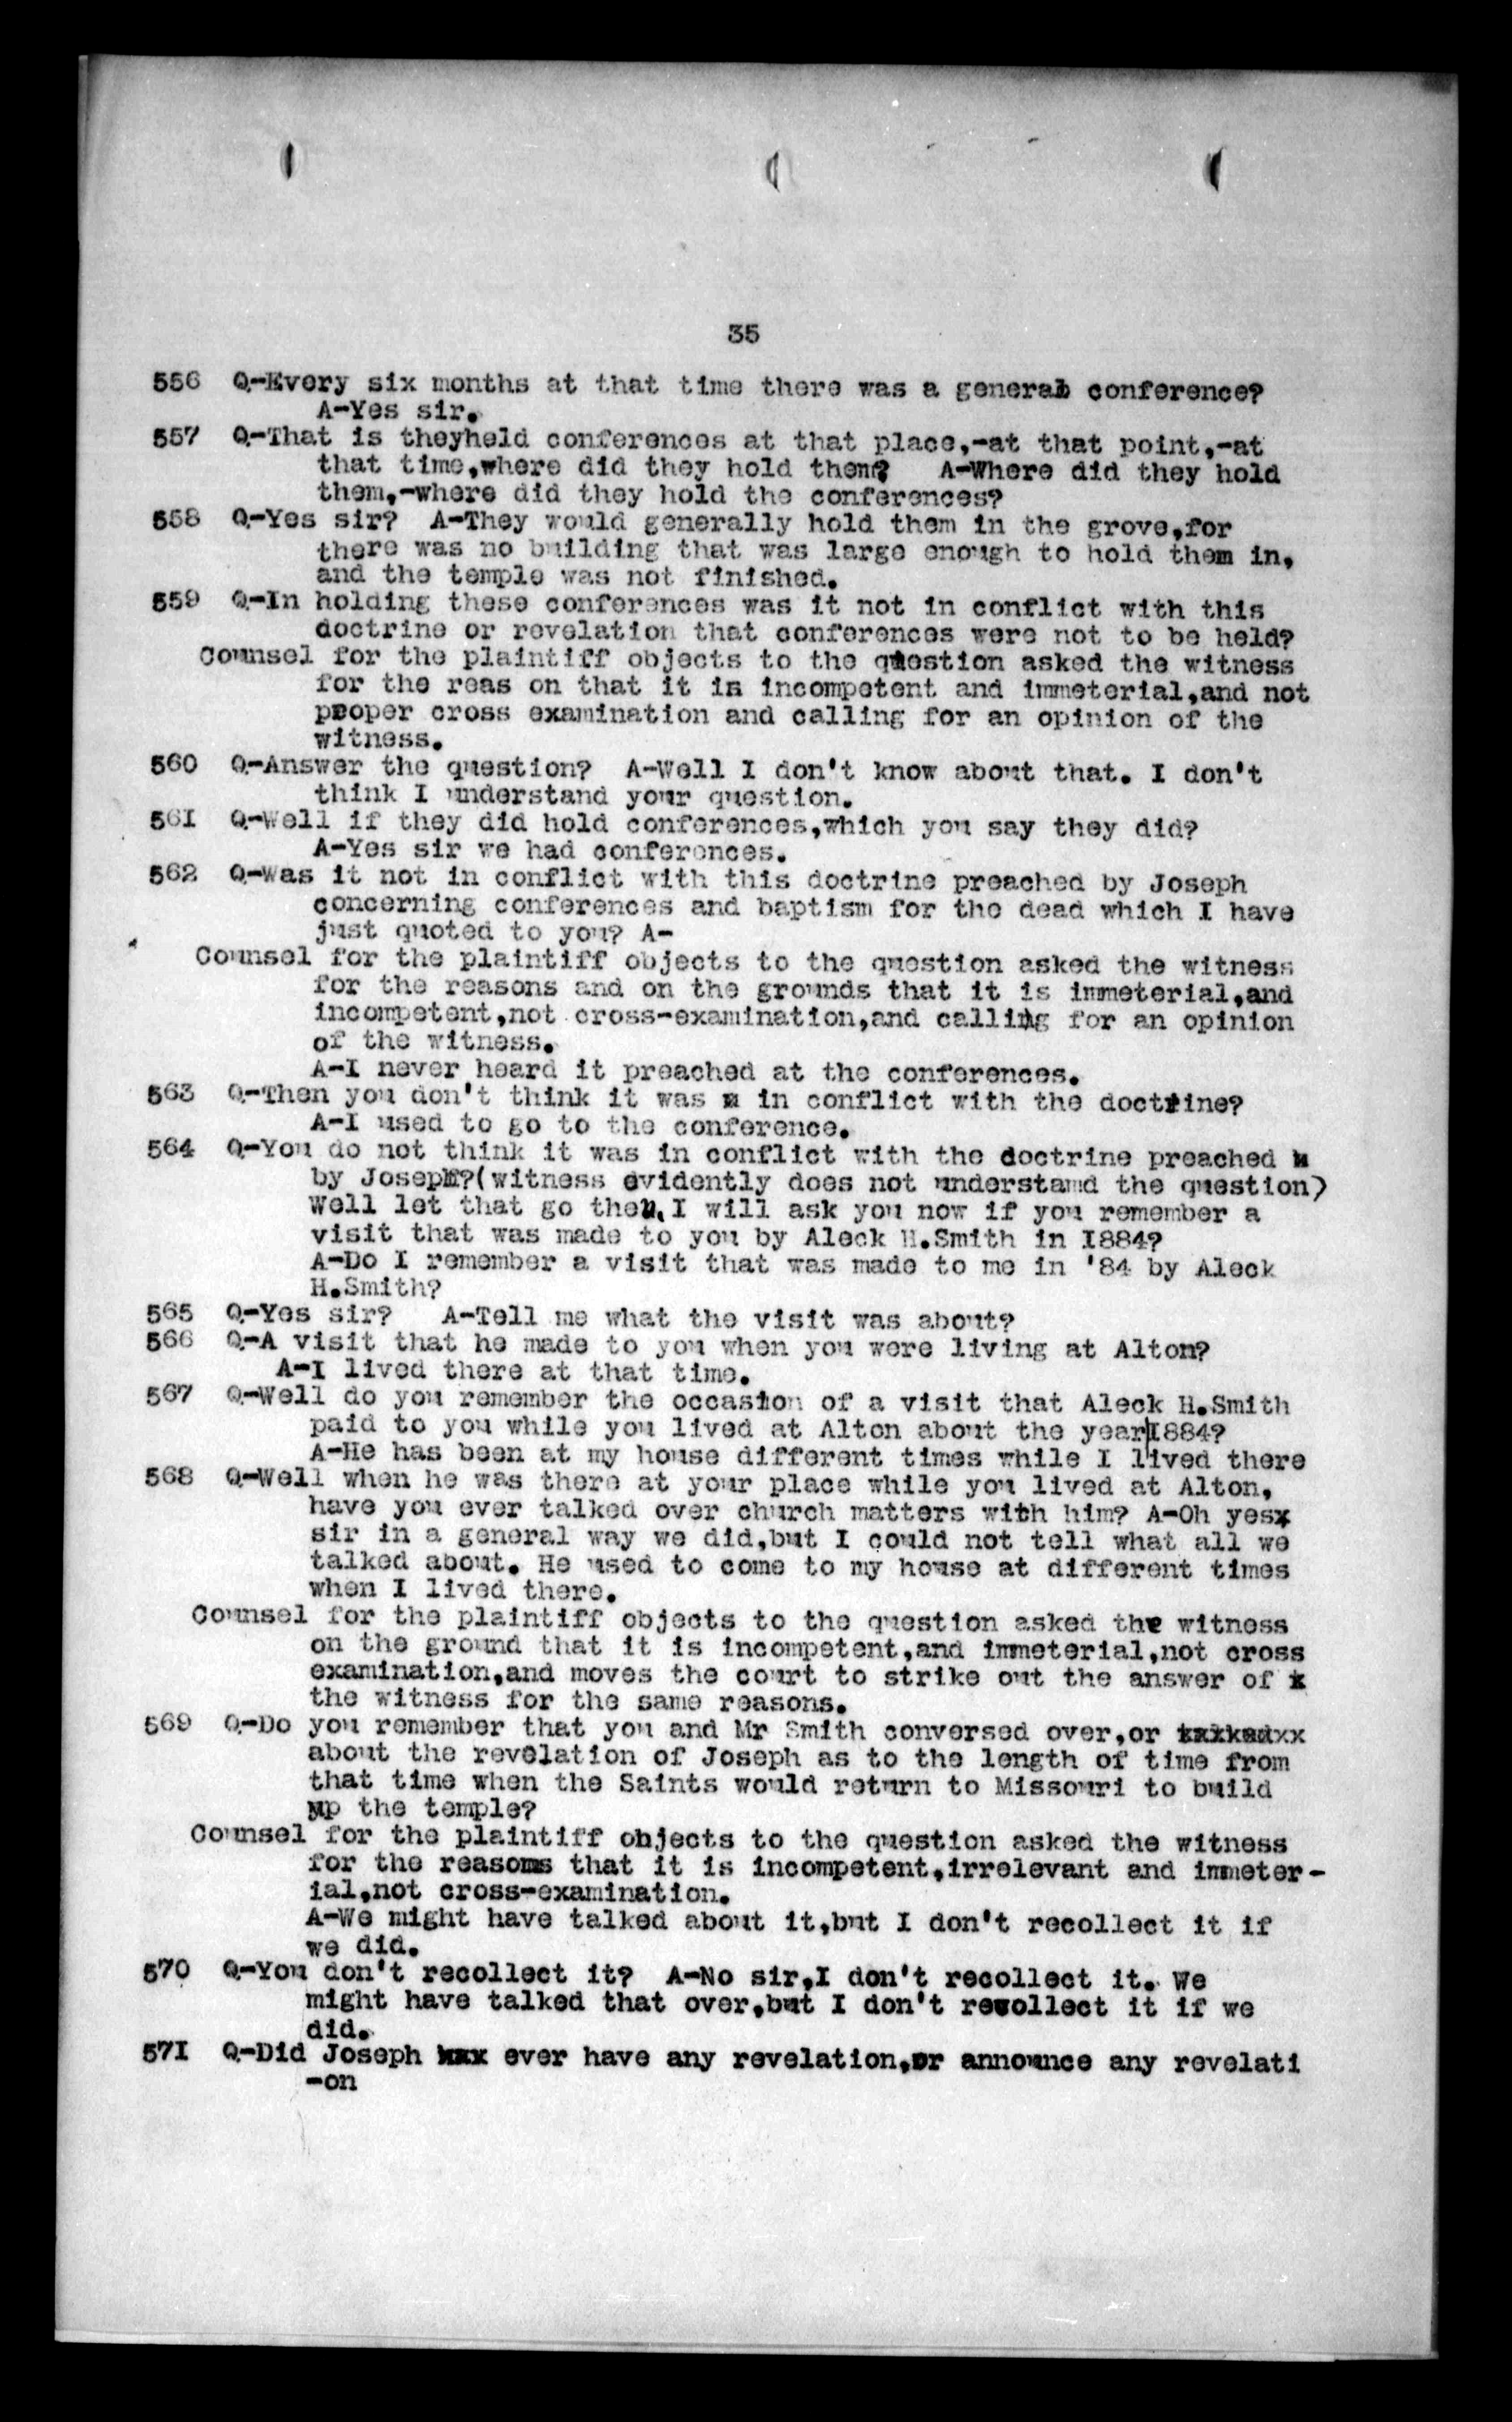 35
556 Q-Every six months at that time there was a general conference?
A-Yes sir.
557 Q-That is theyheld conferences at that place,-at that point,-at
that time,where did they hold them? A-Where did they hold
them,-where did they hold the conferences?
558 Q-Yes sir? A-They would generally hold them in the grove,for
there was no building that was large enough to hold them in,
and the temple was not finished.
559 Q-In holding these conferences was it not in conflict with this
doctrine or revelation that conferences were not to be held?
Counsel for the plaintiff objects to the question asked the witness
for the reas on that it is incompetent and immeterial,and not
proper cross examination and calling for an opinion of the
witness.
560 Q-Answer the question? A-Well I don't know about that. I don't
think I understand your question.
561 Q-Well if they did hold conferences,which you say they did?
A-Yes sir we had conferences.
562 Q-Was it not in conflict with this doctrine preached by Joseph
concerning conferences and baptism for the dead which I have
just quoted to you? A-
Counsel for the plaintiff objects to the question asked the witness
for the reasons and on the grounds that it is immeterial,and
incompetent,not cross-examination,and calling for an opinion
of the witness.
A-I never heard it preached at the conferences.
563 Q-Then you don't think it was in conflict with the doctrine?
A-I used to go to the conference.
564 Q-You do not think it was in conflict with the doctrine preached
by Joseph?(witness evidently does not understand the question)
Well let that go then. I will ask you now if you remember a
visit that was made to you by Aleck H.Smith in I884?
A-Do I remember a visit that was made to me in '84 by Aleck
H.Smith?
565 Q-Yes sir? A-Tell me what the visit was about?
566 Q-A visit that he made to you when you were living at Alton?
A-I lived there at that time.
567 Q-Well do you remember the occasion of a visit that Aleck H.Smith
paid to you while you lived at Alton about the year I884?
A-He has been at my house different times while I lived there
568 Q-Well when he was there at your place while you lived at Alton,
have you ever talked over church matters with him? A-Oh yesx
sir in a general way we did,but I could not tell what all we
talked about. He used to come to my house at different times
when I lived there.
Counsel for the plaintiff objects to the question asked the witness
on the ground that it is incompetent,and immeterial,not cross
examination,and moves the court to strike out the answer of x
the witness for the same reasons.
569 Q-Do you remember that you and Mr Smith conversed over,or
about the revelation of Joseph as to the length of time from
that time when the Saints would return to Missouri to build
up the temple?
Counsel for the plaintiff objects to the question asked the witness
for the reasons that it is incompetent,irrelevant and immeter-
ial,not cross-examination.
A-We might have talked about it,but I don't recollect it if
we did.
570 Q-You don't recollect it? A-No sir,I don't recollect it. We
might have talked that over,but I don't recollect it if we
did.
57I Q-Did Joseph ever have any revelation,or announce any revelati
-on